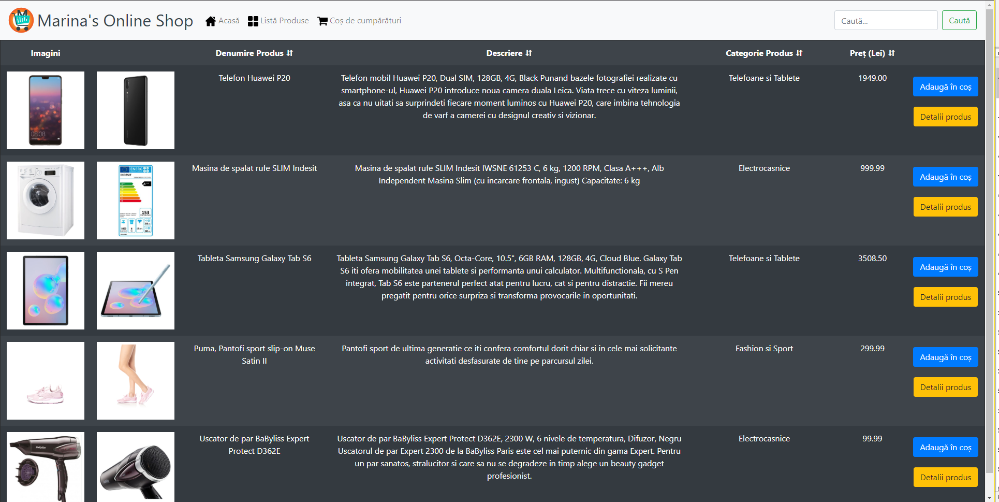 Marina's Online Shop
Acasă
Listă Produse
Coș de cumpărături
Caută...
Caută
Imagini
Denumire Produs
Descriere
Categorie Produs
Preț (Lei)
08:08
Telefon Huawei P20
Telefon mobil Huawei P20, Dual SIM, 128GB, 4G, Black Punand bazele fotografiei realizate cu
smartphone-ul, Huawei P20 introduce noua camera duala Leica. Viata trece cu viteza luminii,
asa ca nu uitati sa surprindeti fiecare moment luminos cu Huawei P20, care imbina tehnologia
de varf a camerei cu designul creativ si vizionar.
Telefoane si Tablete
1949.00
Adaugă în coș
Detalii produs
ENERG
INDESIT
A+++
153
Masina de spalat rufe SLIM Indesit
Masina de spalat rufe SLIM Indesit IWSNE 61253 C, 6 kg, 1200 RPM, Clasa A+++, Alb
Independent Masina Slim (cu incarcare frontala, ingust) Capacitate: 6 kg
Electrocasnice
999.99
Adaugă în coș
Detalii produs
Tableta Samsung Galaxy Tab S6
Tableta Samsung Galaxy Tab S6, Octa-Core, 10.5", 6GB RAM, 128GB, 4G, Cloud Blue. Galaxy Tab
S6 iti ofera mobilitatea unei tablete si performanta unui calculator. Multifunctionala, cu S Pen
integrat, Tab S6 este partenerul perfect atat pentru lucru, cat si pentru distractie. Fii mereu
pregatit pentru orice surpriza si transforma provocarile in oportunitati.
Telefoane si Tablete
3508.50
Adaugă în coș
Detalii produs
Puma, Pantofi sport slip-on Muse
Satin II
Pantofi sport de ultima generatie ce iti confera comfortul dorit chiar si in cele mai solicitante
activitati desfasurate de tine pe parcursul zilei.
Fashion si Sport
299.99
Adaugă în coș
Detalii produs
Uscator de par BaByliss Expert
Protect D362E
Uscator de par BaByliss Expert Protect D362E, 2300 W, 6 nivele de temperatura, Difuzor, Negru
Uscatorul de par Expert 2300 de la BaByliss Paris este cel mai puternic din gama Expert. Pentru
un par sanatos, stralucitor si care sa nu se degradeze in timp alege un beauty gadget
profesionist.
Electrocasnice
99.99
Adaugă în coș
Detalii produs